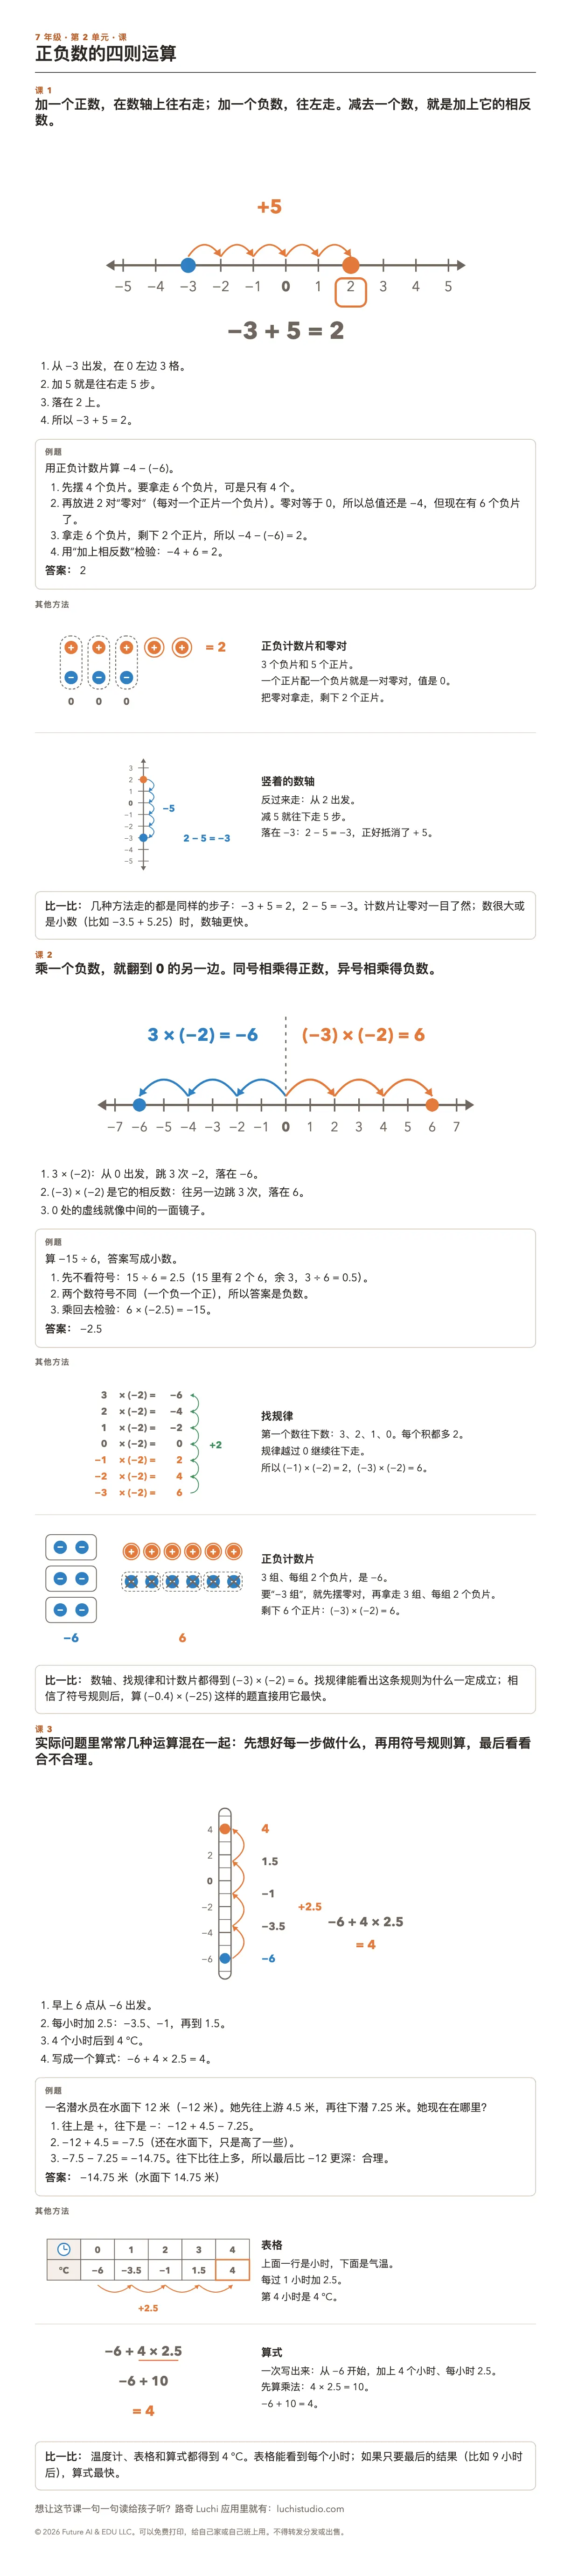 7 年级 · 第 2 单元 · 课
正负数的四则运算
课 1
加一个正数，在数轴上往右走；加一个负数，往左走。减去一个数，就是加上它的相反
数。
+5
−5 −4 −3 −2 −1 0 1 2 3 4 5
−3 + 5 = 2
1. 从 −3 出发，在 0 左边 3 格。
2. 加 5 就是往右走 5 步。
3. 落在 2 上。
4. 所以 −3 + 5 = 2。
例题
用正负计数片算 −4 − (−6)。
1. 先摆 4 个负片。要拿走 6 个负片，可是只有 4 个。
2. 再放进 2 对“零对”（每对一个正片一个负片）。零对等于 0，所以总值还是 −4，但现在有 6 个负片
了。
3. 拿走 6 个负片，剩下 2 个正片，所以 −4 − (−6) = 2。
4. 用“加上相反数”检验：−4 + 6 = 2。
答案： 2
其他方法
+ + + + + = 2
− − −
0 0 0
正负计数片和零对
3 个负片和 5 个正片。
一个正片配一个负片就是一对零对，值是 0。
把零对拿走，剩下 2 个正片。
3
2
1
0
−1
−2
−3
−4
−5
−5
2 − 5 = −3
竖着的数轴
反过来走：从 2 出发。
减 5 就往下走 5 步。
落在 −3：2 − 5 = −3，正好抵消了 + 5。
比一比： 几种方法走的都是同样的步子：−3 + 5 = 2，2 − 5 = −3。计数片让零对一目了然；数很大或
是小数（比如 −3.5 + 5.25）时，数轴更快。
课 2
乘一个负数，就翻到 0 的另一边。同号相乘得正数，异号相乘得负数。
3 × (−2) = −6 (−3) × (−2) = 6
−7 −6 −5 −4 −3 −2 −1 0 1 2 3 4 5 6 7
1. 3 × (−2)：从 0 出发，跳 3 次 −2，落在 −6。
2. (−3) × (−2) 是它的相反数：往另一边跳 3 次，落在 6。
3. 0 处的虚线就像中间的一面镜子。
例题
算 −15 ÷ 6，答案写成小数。
1. 先不看符号：15 ÷ 6 = 2.5（15 里有 2 个 6，余 3，3 ÷ 6 = 0.5）。
2. 两个数符号不同（一个负一个正），所以答案是负数。
3. 乘回去检验：6 × (−2.5) = −15。
答案： −2.5
其他方法
3 × (−2) = −6
2 × (−2) = −4
1 × (−2) = −2
0 × (−2) = 0
−1 × (−2) = 2
−2 × (−2) = 4
−3 × (−2) = 6
+2
找规律
第一个数往下数：3、2、1、0。每个积都多 2。
规律越过 0 继续往下走。
所以 (−1) × (−2) = 2，(−3) × (−2) = 6。
− −
− −
− −
−6
+ + + + + +
− − − − − −
6
正负计数片
3 组、每组 2 个负片，是 −6。
要“−3 组”，就先摆零对，再拿走 3 组、每组 2 个负片。
剩下 6 个正片：(−3) × (−2) = 6。
比一比： 数轴、找规律和计数片都得到 (−3) × (−2) = 6。找规律能看出这条规则为什么一定成立；相
信了符号规则后，算 (−0.4) × (−25) 这样的题直接用它最快。
课 3
实际问题里常常几种运算混在一起：先想好每一步做什么，再用符号规则算，最后看看
合不合理。
4
2
0
−2
−4
−6
4
1.5
−1
−3.5
−6
+2.5
−6 + 4 × 2.5
= 4
1. 早上 6 点从 −6 出发。
2. 每小时加 2.5：−3.5、−1，再到 1.5。
3. 4 个小时后到 4 °C。
4. 写成一个算式：−6 + 4 × 2.5 = 4。
例题
一名潜水员在水面下 12 米（−12 米）。她先往上游 4.5 米，再往下潜 7.25 米。她现在在哪里？
1. 往上是 +，往下是 −：−12 + 4.5 − 7.25。
2. −12 + 4.5 = −7.5（还在水面下，只是高了一些）。
3. −7.5 − 7.25 = −14.75。往下比往上多，所以最后比 −12 更深：合理。
答案： −14.75 米（水面下 14.75 米）
其他方法
0 1 2 3 4
°C −6 −3.5 −1 1.5 4
+2.5
表格
上面一行是小时，下面是气温。
每过 1 小时加 2.5。
第 4 小时是 4 °C。
−6 + 4 × 2.5
−6 + 10
= 4
算式
一次写出来：从 −6 开始，加上 4 个小时、每小时 2.5。
先算乘法：4 × 2.5 = 10。
−6 + 10 = 4。
比一比： 温度计、表格和算式都得到 4 °C。表格能看到每个小时；如果只要最后的结果（比如 9 小时
后），算式最快。
想让这节课一句一句读给孩子听？路奇 Luchi 应用里就有：luchistudio.com
© 2026 Future AI & EDU LLC。可以免费打印，给自己家或自己班上用。不得转发分发或出售。